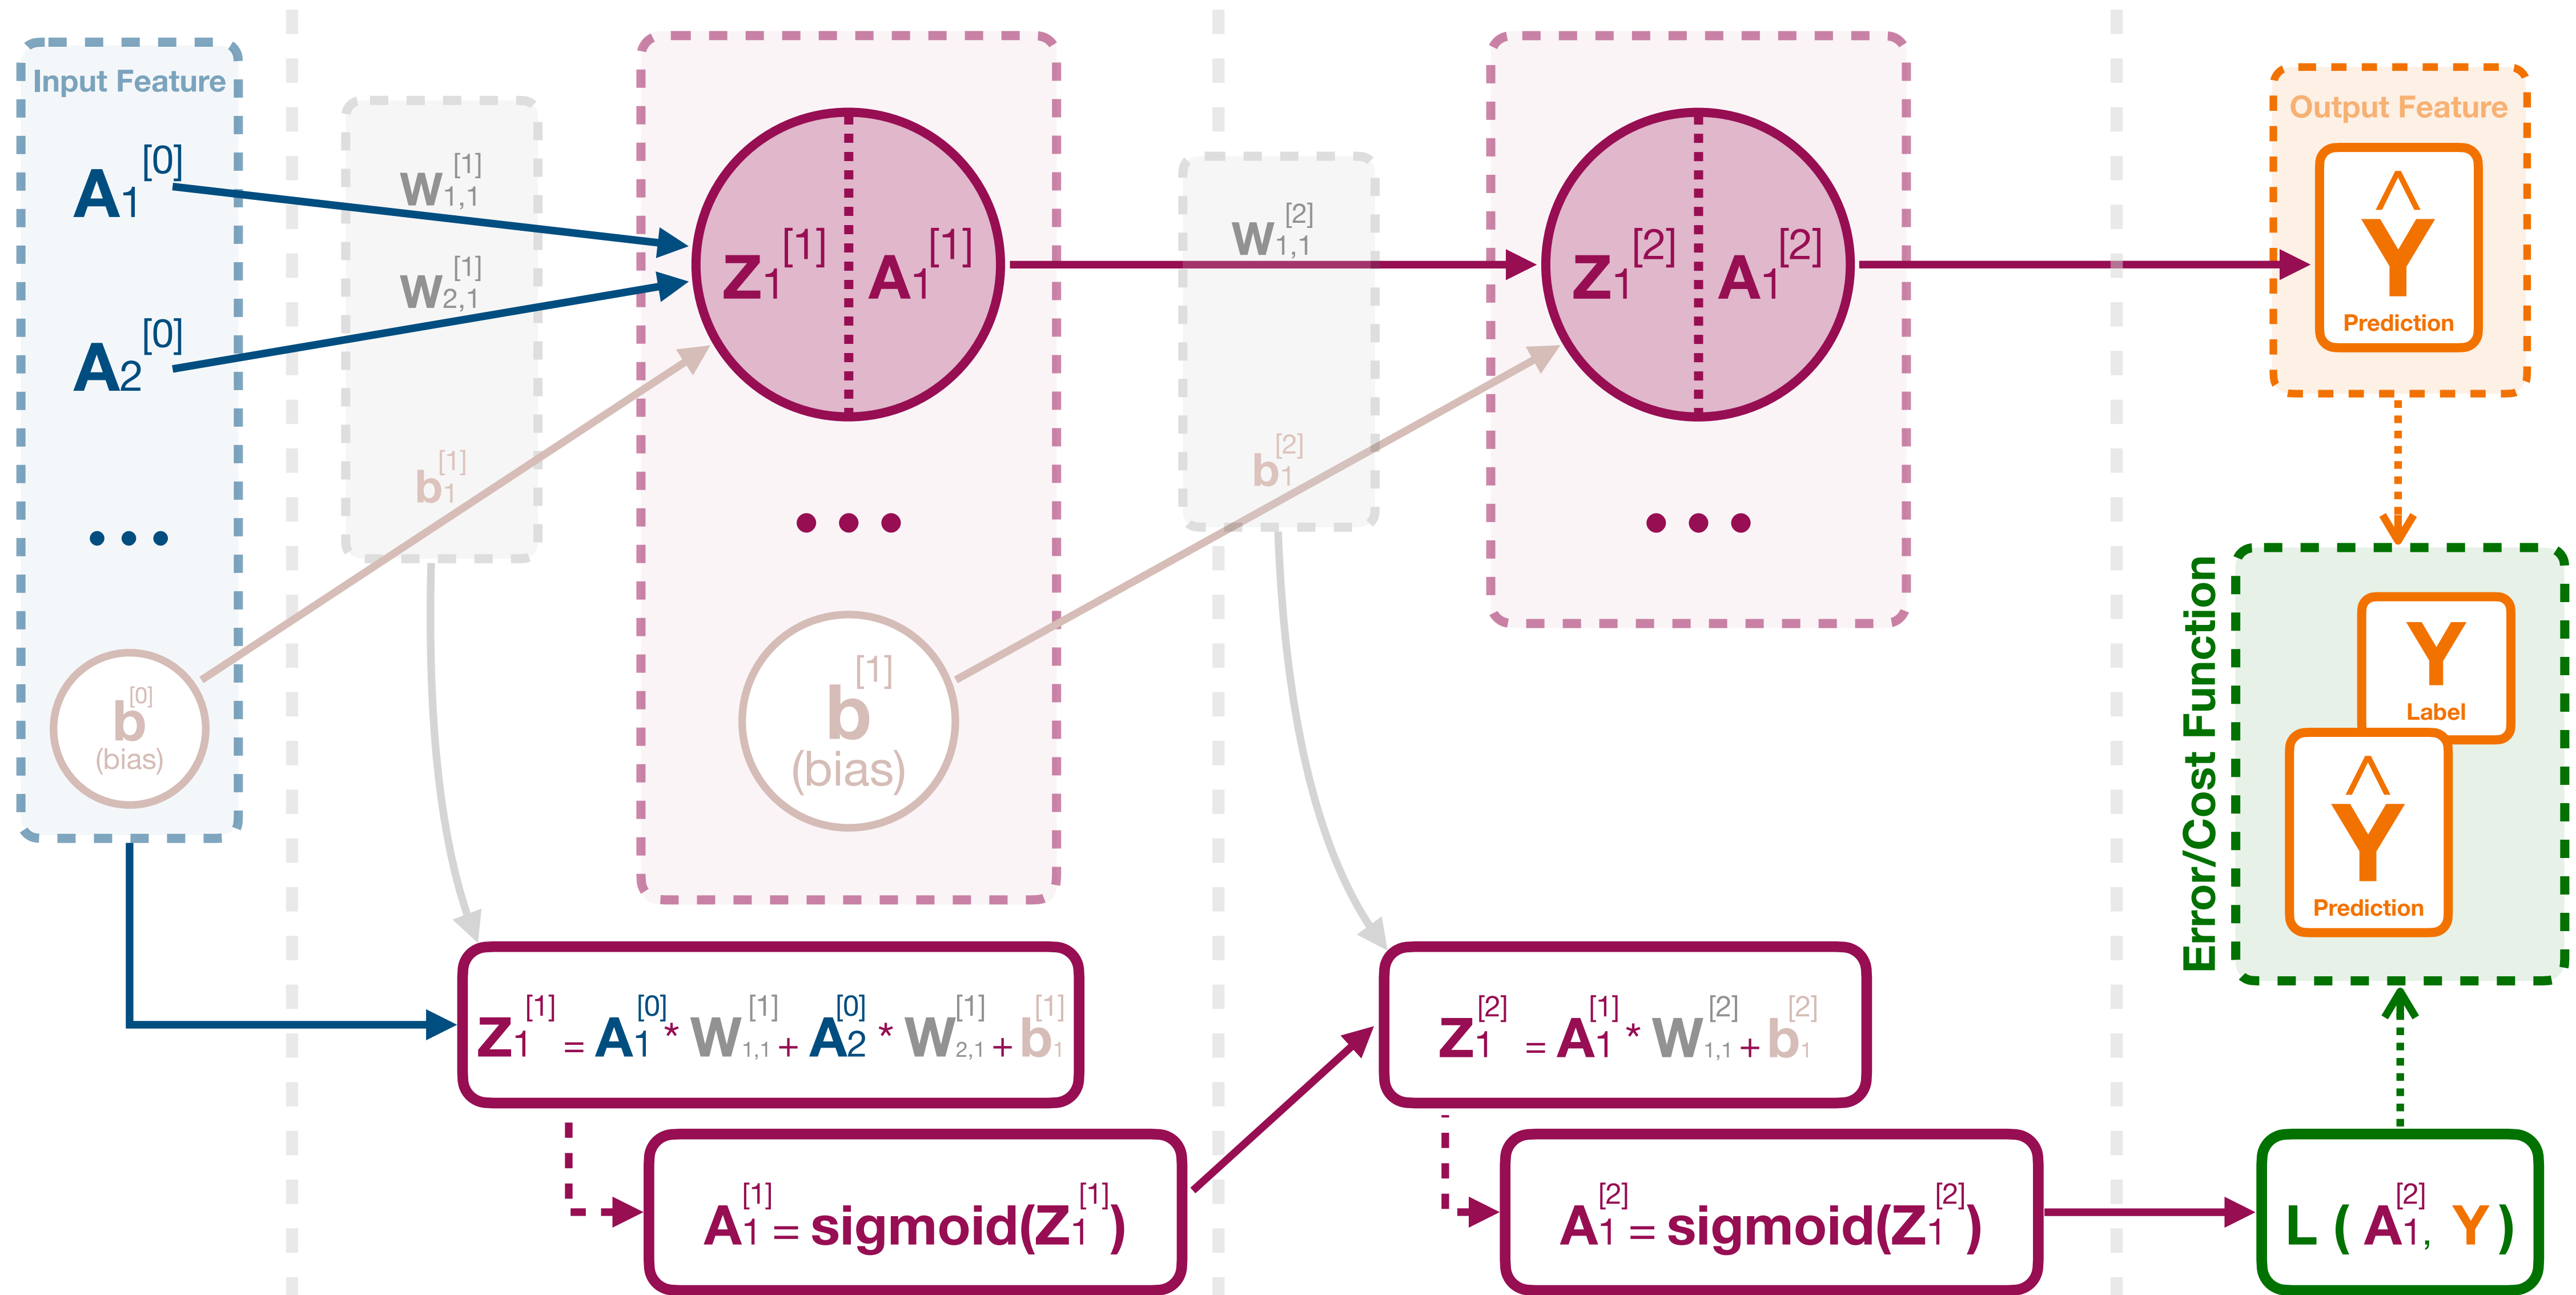 Input Feature
A1[0]
A2[0]
...
b[0]
(bias)
W1,1[1]
W2,1[1]
b1[1]
Z1[1] A1[1]
...
b[1]
(bias)
W1,1[2]
b1[2]
Z1[2] A1[2]
...
Output Feature
Ŷ
Prediction
Error/Cost Function
Y
Label
Ŷ
Prediction
Z1[1] = A1[0] * W1,1[1] + A2[0] * W2,1[1] + b1[1]
A1[1] = sigmoid(Z1[1])
Z1[2] = A1[1] * W1,1[2] + b1[2]
A1[2] = sigmoid(Z1[2])
L ( A1[2], Y )